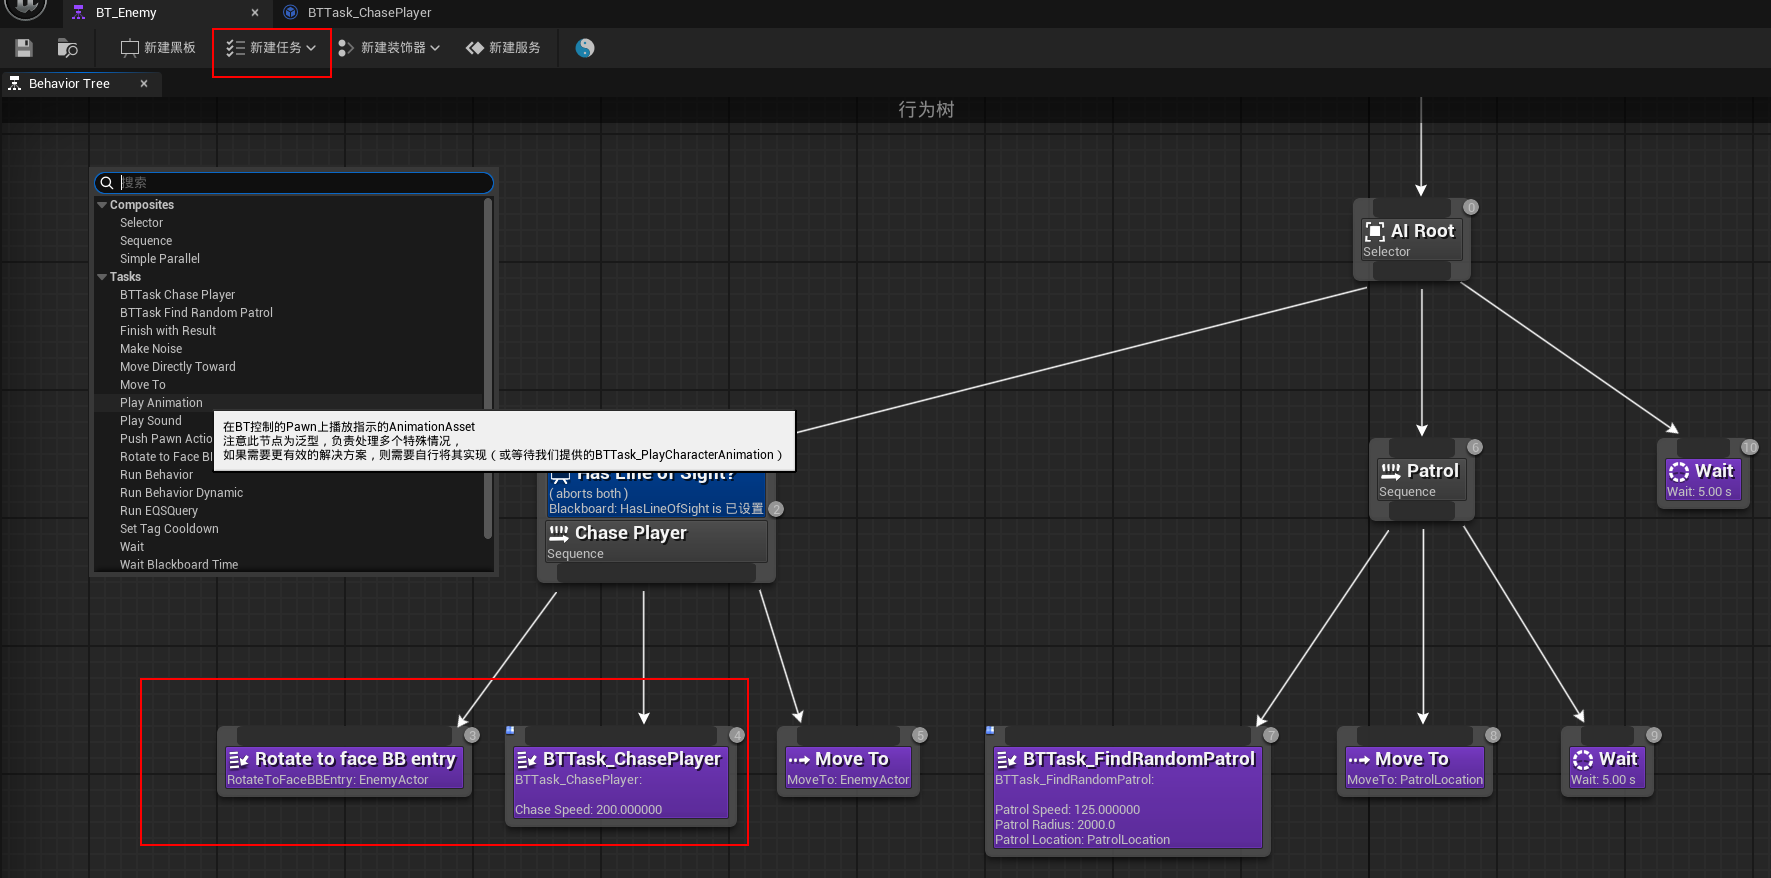 BT_Enemy
BTTask_ChasePlayer
新建黑板
新建任务
新建装饰器
新建服务
Behavior Tree
行为树
搜索
Composites
Selector
Sequence
Simple Parallel
Tasks
BTTask Chase Player
BTTask Find Random Patrol
Finish with Result
Make Noise
Move Directly Toward
Move To
Play Animation
Play Sound
Push Pawn Actio
Rotate to Face Bl
Run Behavior
Run Behavior Dynamic
Run EQSQuery
Set Tag Cooldown
Wait
Wait Blackboard Time
在BT控制的Pawn上播放指示的AnimationAsset
注意此节点为泛型，负责处理多个特殊情况，
如果需要更有效的解决方案，则需要自行将其实现（或等待我们提供的BTTask_PlayCharacterAnimation）
0
AI Root
Selector
Has Line of Sight?
( aborts both )
Blackboard: HasLineOfSight is 已设置
2
Chase Player
Sequence
6
Patrol
Sequence
10
Wait
Wait: 5.00 s
3
Rotate to face BB entry
RotateToFaceBBEntry: EnemyActor
4
BTTask_ChasePlayer
BTTask_ChasePlayer:
Chase Speed: 200.000000
5
Move To
MoveTo: EnemyActor
7
BTTask_FindRandomPatrol
BTTask_FindRandomPatrol:
Patrol Speed: 125.000000
Patrol Radius: 2000.0
Patrol Location: PatrolLocation
8
Move To
MoveTo: PatrolLocation
9
Wait
Wait: 5.00 s